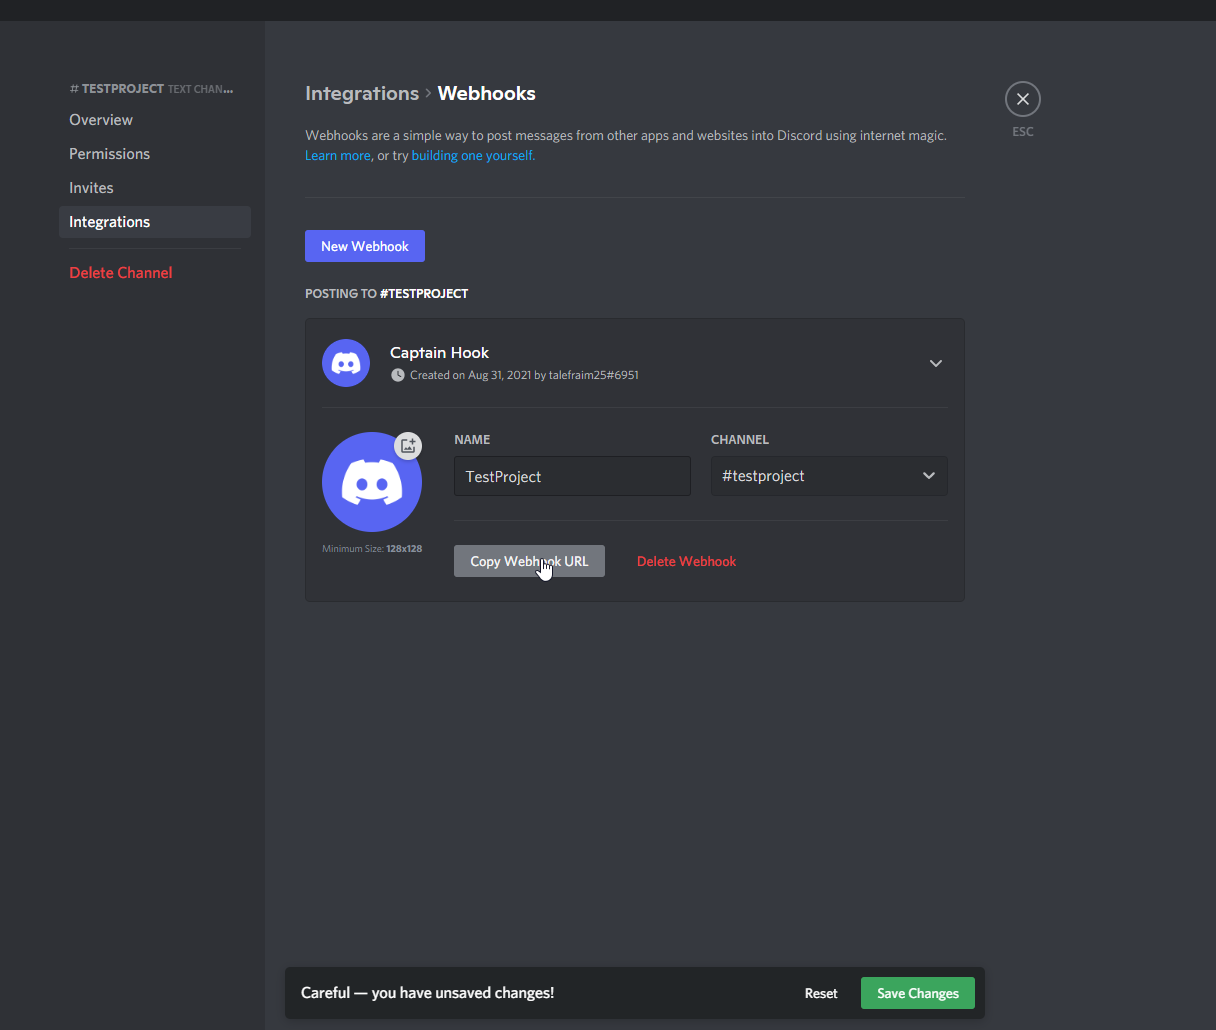 # TESTPROJECT TEXT CHAN...
Overview
Permissions
Invites
Integrations
Delete Channel
Integrations > Webhooks
Webhooks are a simple way to post messages from other apps and websites into Discord using internet magic.
Learn more, or try building one yourself.
ESC
New Webhook
POSTING TO #TESTPROJECT
Captain Hook
Created on Aug 31, 2021 by talefraim25#6951
NAME
CHANNEL
TestProject
#testproject
Minimum Size: 128x128
Copy Webhook URL
Delete Webhook
Careful — you have unsaved changes!
Reset
Save Changes